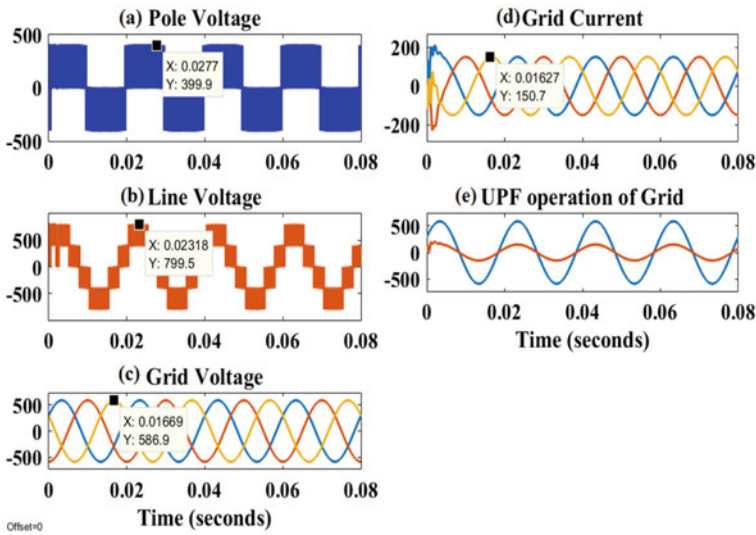 (a) Pole Voltage
500
0
-500
X: 0.0277
Y: 399.9
0
0.02
0.04
0.06
0.08
(b) Line Voltage
500
0
-500
X: 0.02318
Y: 799.5
0
0.02
0.04
0.06
0.08
(c) Grid Voltage
500
0
-500
X: 0.01669
Y: 586.9
0
0.02
0.04
0.06
0.08
Time (seconds)
Offset=0
(d) Grid Current
200
0
-200
X: 0.01627
Y: 150.7
0
0.02
0.04
0.06
0.08
(e) UPF operation of Grid
500
0
-500
0
0.02
0.04
0.06
0.08
Time (seconds)